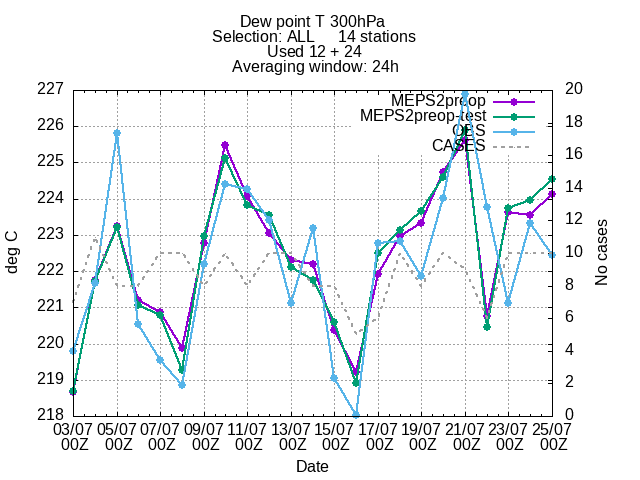 Dew point T 300hPa
Selection: ALL 14 stations
Used 12 + 24
Averaging window: 24h
MEPS2preop
MEPS2preop-test
OBS
CASES
deg C
227
226
225
224
223
222
221
220
219
218
No cases
20
18
16
14
12
10
8
6
4
2
0
03/07 05/07 07/07 09/07 11/07 13/07 15/07 17/07 19/07 21/07 23/07 25/07
00Z 00Z 00Z 00Z 00Z 00Z 00Z 00Z 00Z 00Z 00Z 00Z
Date